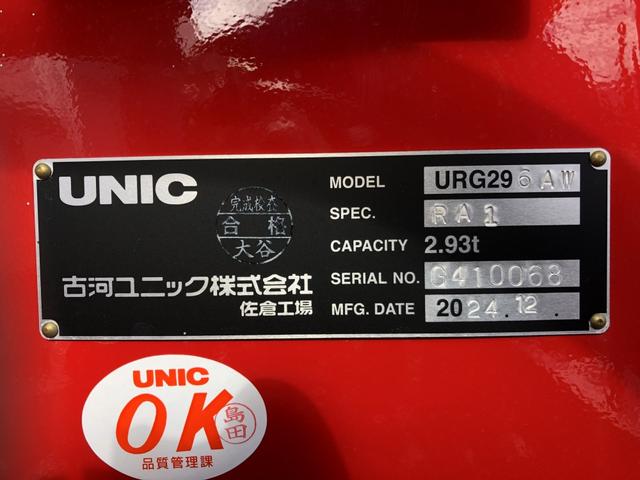 UNIC
完成検査
合格
大谷
古河ユニック株式会社
佐倉工場
MODEL URG296AW
SPEC. RA1
CAPACITY 2.93t
SERIAL NO. G410068
MFG. DATE 2024.12.
UNIC
OK
島田
品質管理課